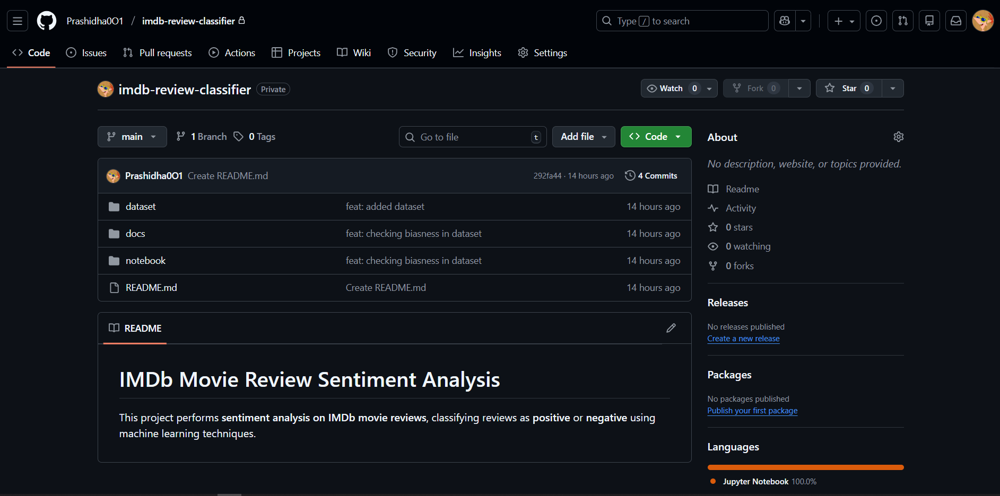 Prashidha0O1 / imdb-review-classifier
Type / to search
Code Issues Pull requests Actions Projects Wiki Security Insights Settings
imdb-review-classifier Private
Watch 0 Fork 0 Star 0
main 1 Branch 0 Tags
Go to file t Add file Code
Prashidha0O1 Create README.md 292fa44 · 14 hours ago 4 Commits
dataset feat: added dataset 14 hours ago
docs feat: checking biasness in dataset 14 hours ago
notebook feat: checking biasness in dataset 14 hours ago
README.md Create README.md 14 hours ago
README
IMDb Movie Review Sentiment Analysis
This project performs sentiment analysis on IMDb movie reviews, classifying reviews as positive or negative using
machine learning techniques.
About
No description, website, or topics provided.
Readme
Activity
0 stars
0 watching
0 forks
Releases
No releases published
Create a new release
Packages
No packages published
Publish your first package
Languages
Jupyter Notebook 100.0%